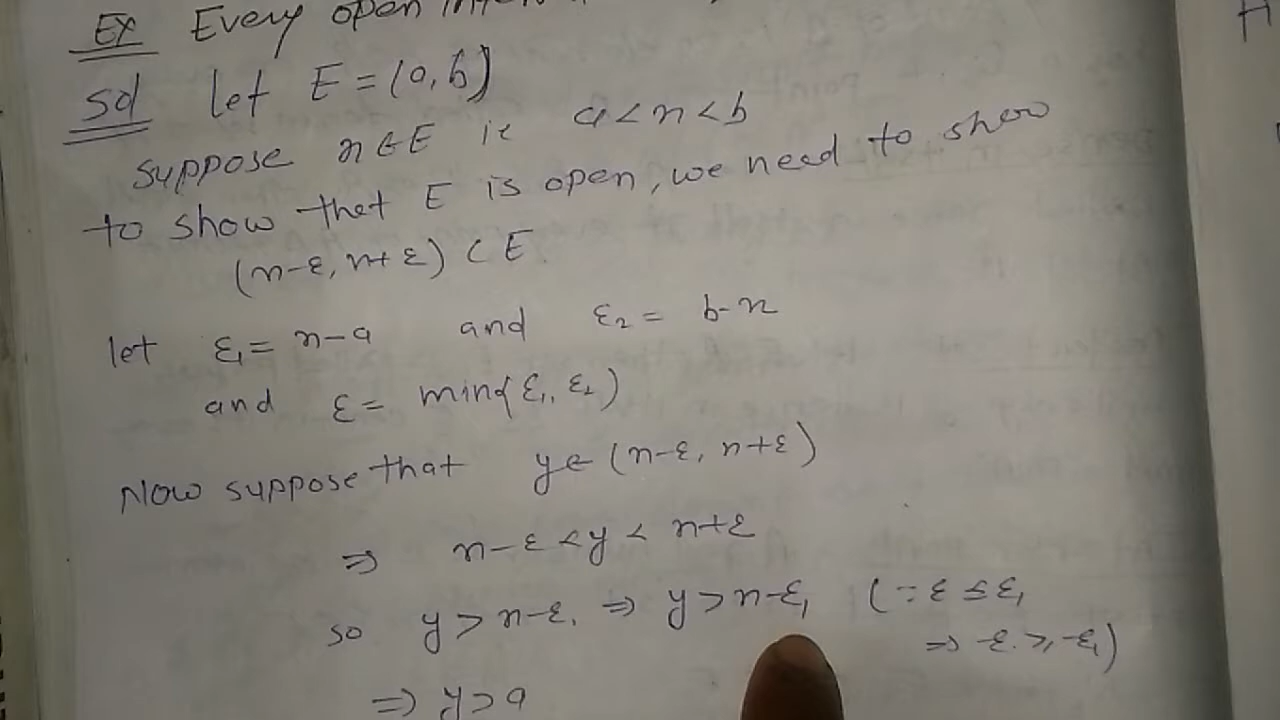 Ex Every open
Sol let E = (a, b)
suppose x ∈ E ie a < x < b
to show that E is open, we need to show
(x-ε, x+ε) ⊂ E
let ε₁ = x-a and ε₂ = b-x
and ε = min{ε₁, ε₂}
Now suppose that y ∈ (x-ε, x+ε)
⇒ x-ε < y < x+ε
so y > x-ε. ⇒ y > x-ε₁ (∵ ε ≤ ε₁
⇒ -ε ≥ -ε₁)
⇒ y > a